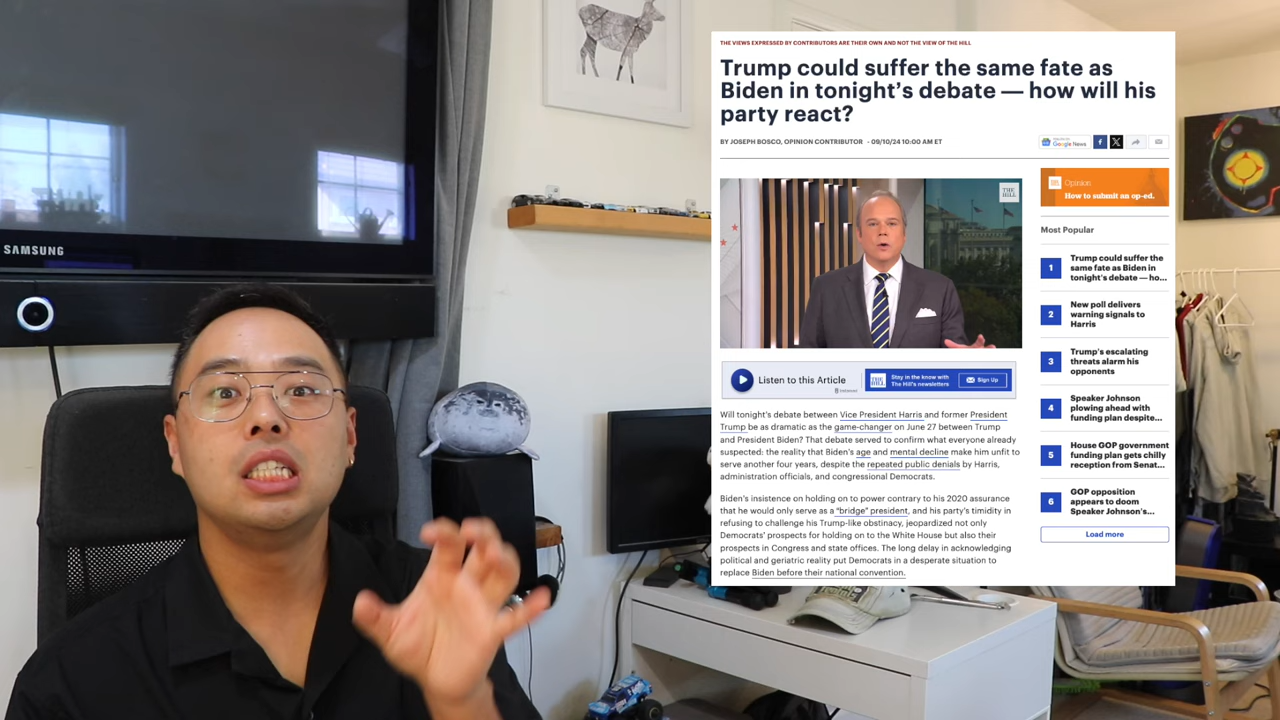 SAMSUNG
THE VIEWS EXPRESSED BY CONTRIBUTORS ARE THEIR OWN AND NOT THE VIEW OF THE HILL
Trump could suffer the same fate as
Biden in tonight's debate — how will his
party react?
BY JOSEPH BOSCO, OPINION CONTRIBUTOR - 09/10/24 10:00 AM ET
Google News
THE
HILL
Listen to this Article
THE
HILL
Stay in the know with
The Hill's newsletters
Sign Up
Will tonight's debate between Vice President Harris and former President
Trump be as dramatic as the game-changer on June 27 between Trump
and President Biden? That debate served to confirm what everyone already
suspected: the reality that Biden's age and mental decline make him unfit to
serve another four years, despite the repeated public denials by Harris,
administration officials, and congressional Democrats.
Biden's insistence on holding on to power contrary to his 2020 assurance
that he would only serve as a "bridge" president, and his party's timidity in
refusing to challenge his Trump-like obstinacy, jeopardized not only
Democrats' prospects for holding on to the White House but also their
prospects in Congress and state offices. The long delay in acknowledging
political and geriatric reality put Democrats in a desperate situation to
replace Biden before their national convention.
Opinion
How to submit an op-ed.
Most Popular
1
Trump could suffer the
same fate as Biden in
tonight's debate — ho...
2
New poll delivers
warning signals to
Harris
3
Trump's escalating
threats alarm his
opponents
4
Speaker Johnson
plowing ahead with
funding plan despite...
5
House GOP government
funding plan gets chilly
reception from Senat...
6
GOP opposition
appears to doom
Speaker Johnson's...
Load more